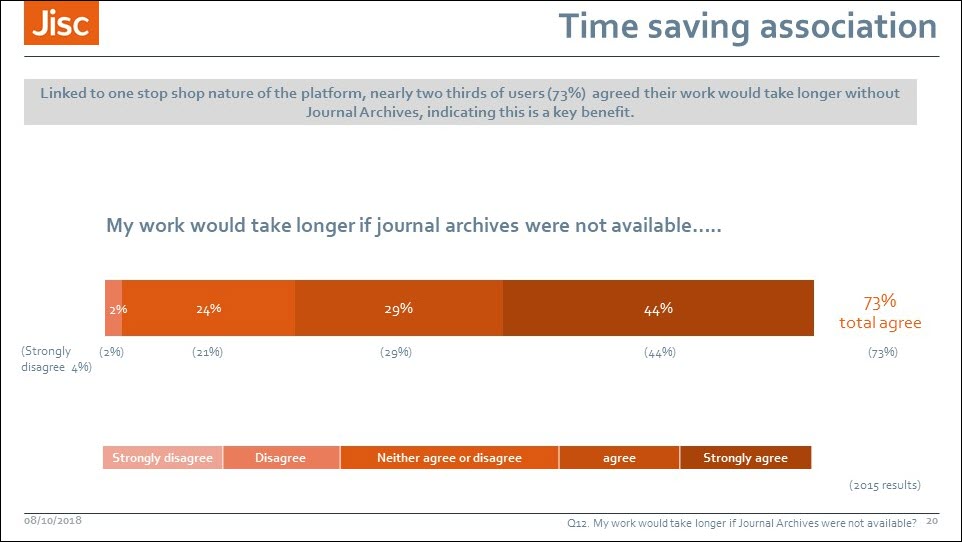 Jisc
Time saving association
Linked to one stop shop nature of the platform, nearly two thirds of users (73%) agreed their work would take longer without
Journal Archives, indicating this is a key benefit.
My work would take longer if journal archives were not available.....
2% 24% 29% 44%
73%
total agree
(Strongly
disagree 4%)
(2%) (21%) (29%) (44%) (73%)
Strongly disagree Disagree Neither agree or disagree agree Strongly agree
(2015 results)
08/10/2018
Q12. My work would take longer if Journal Archives were not available? 20